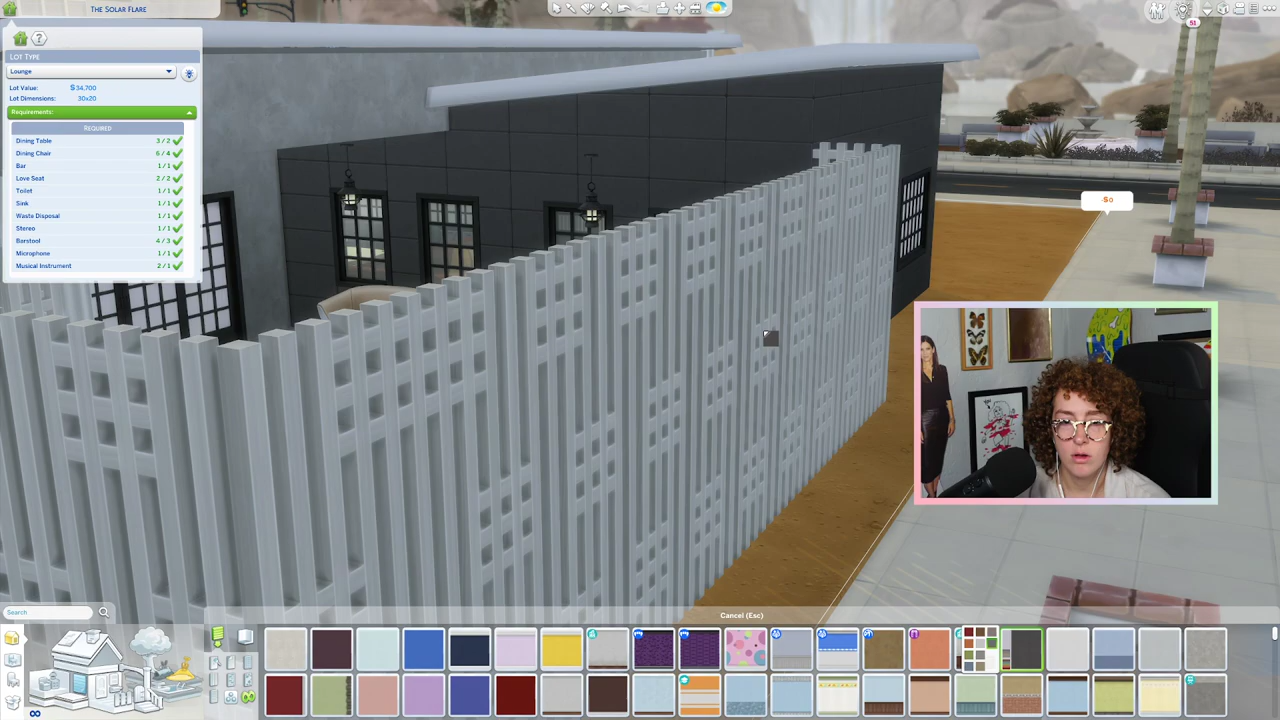 THE SOLAR FLARE
51
?
LOT TYPE
Lounge
Lot Value: $34,700
Lot Dimensions: 30x20
Requirements:
REQUIRED
Dining Table 3 / 2
Dining Chair 6 / 4
Bar 1 / 1
Love Seat 2 / 2
Toilet 1 / 1
Sink 1 / 1
Waste Disposal 1 / 1
Stereo 1 / 1
Barstool 4 / 3
Microphone 1 / 1
Musical Instrument 2 / 1
-$0
Cancel (Esc)
Search